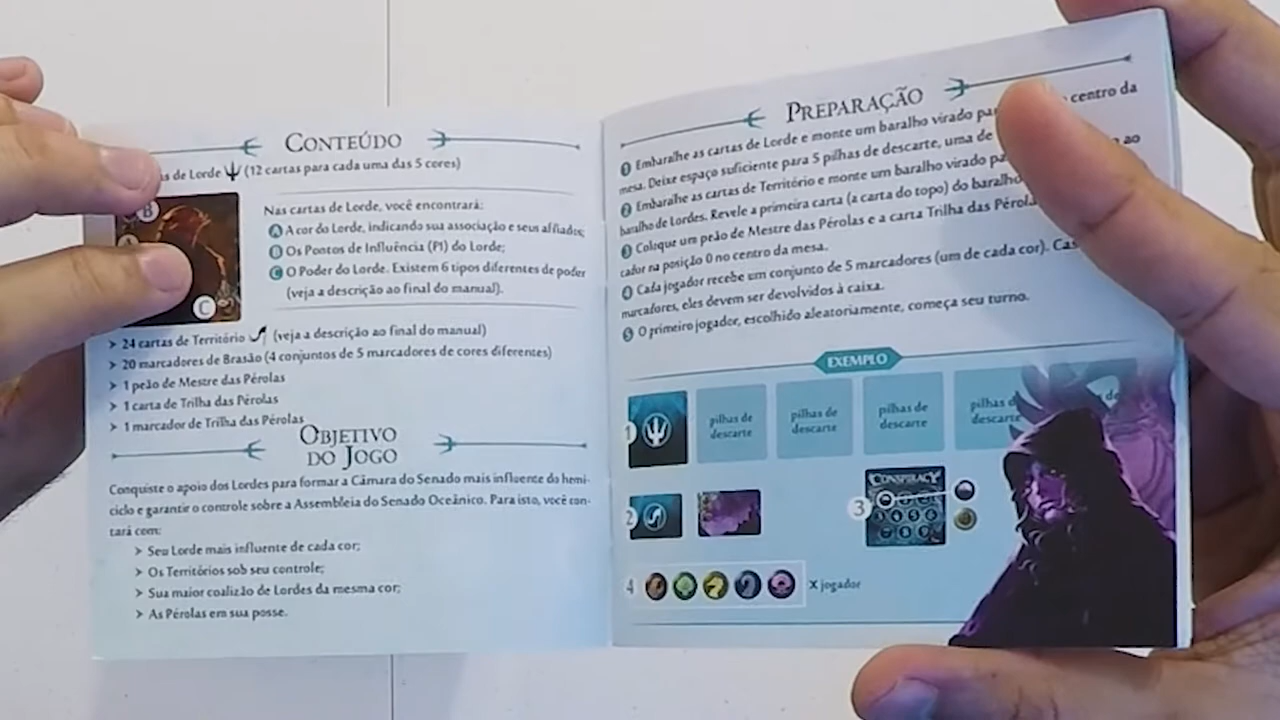 CONTEÚDO
de Lorde (12 cartas para cada uma das 5 cores)
B
A
C
Nas cartas de Lorde, você encontrará:
A A cor do Lorde, indicando sua associação e seus afiliados;
B Os Pontos de Influência (PI) do Lorde;
C O Poder do Lorde. Existem 6 tipos diferentes de poder
(veja a descrição ao final do manual).
> 24 cartas de Território (veja a descrição ao final do manual)
> 20 marcadores de Brasão (4 conjuntos de 5 marcadores de cores diferentes)
> 1 peão de Mestre das Pérolas
> 1 carta de Trilha das Pérolas
> 1 marcador de Trilha das Pérolas
OBJETIVO
DO JOGO
Conquiste o apoio dos Lordes para formar a Câmara do Senado mais influente do hemi-
ciclo e garantir o controle sobre a Assembleia do Senado Oceânico. Para isto, você con-
tará com:
> Seu Lorde mais influente de cada cor;
> Os Territórios sob seu controle;
> Sua maior coalizão de Lordes da mesma cor;
> As Pérolas em sua posse.
PREPARAÇÃO
1 Embaralhe as cartas de Lorde e monte um baralho virado centro da
mesa. Deixe espaço suficiente para 5 pilhas de descarte, uma de
2 Embaralhe as cartas de Território e monte um baralho virado ao
baralho de Lordes. Revele a primeira carta (a carta do topo) do baralho
3 Coloque um peão de Mestre das Pérolas e a carta Trilha das
cador na posição 0 no centro da mesa.
4 Cada jogador recebe um conjunto de 5 marcadores (um de cada cor).
marcadores, eles devem ser devolvidos à caixa.
5 O primeiro jogador, escolhido aleatoriamente, começa seu turno.
EXEMPLO
1
pilhas de
descarte
pilhas de
descarte
pilhas de
descarte
pilhas
descarte
de
2
3
CONSPIRACY
4
X jogador